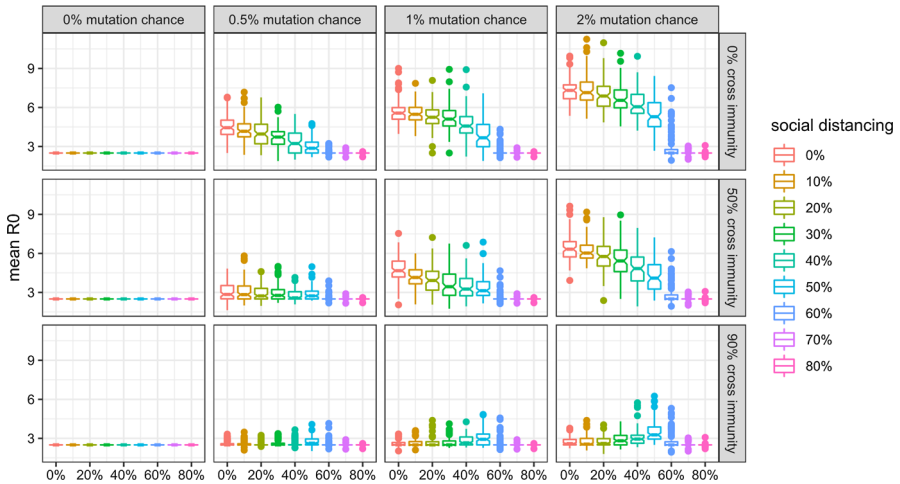 0% mutation chance 0.5% mutation chance 1% mutation chance 2% mutation chance
9
6
3
0% cross immunity
9
6
3
50% cross immunity
9
6
3
90% cross immunity
mean R0
0% 20% 40% 60% 80% 0% 20% 40% 60% 80% 0% 20% 40% 60% 80% 0% 20% 40% 60% 80%
social distancing
0%
10%
20%
30%
40%
50%
60%
70%
80%